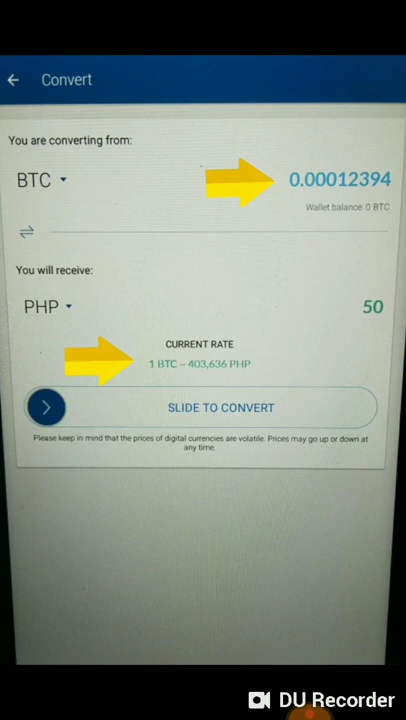 Convert
You are converting from:
BTC 0.00012394
Wallet balance: 0 BTC
You will receive:
PHP 50
CURRENT RATE
1 BTC ~ 403,636 PHP
SLIDE TO CONVERT
Please keep in mind that the prices of digital currencies are volatile. Prices may go up or down at
any time.
DU Recorder